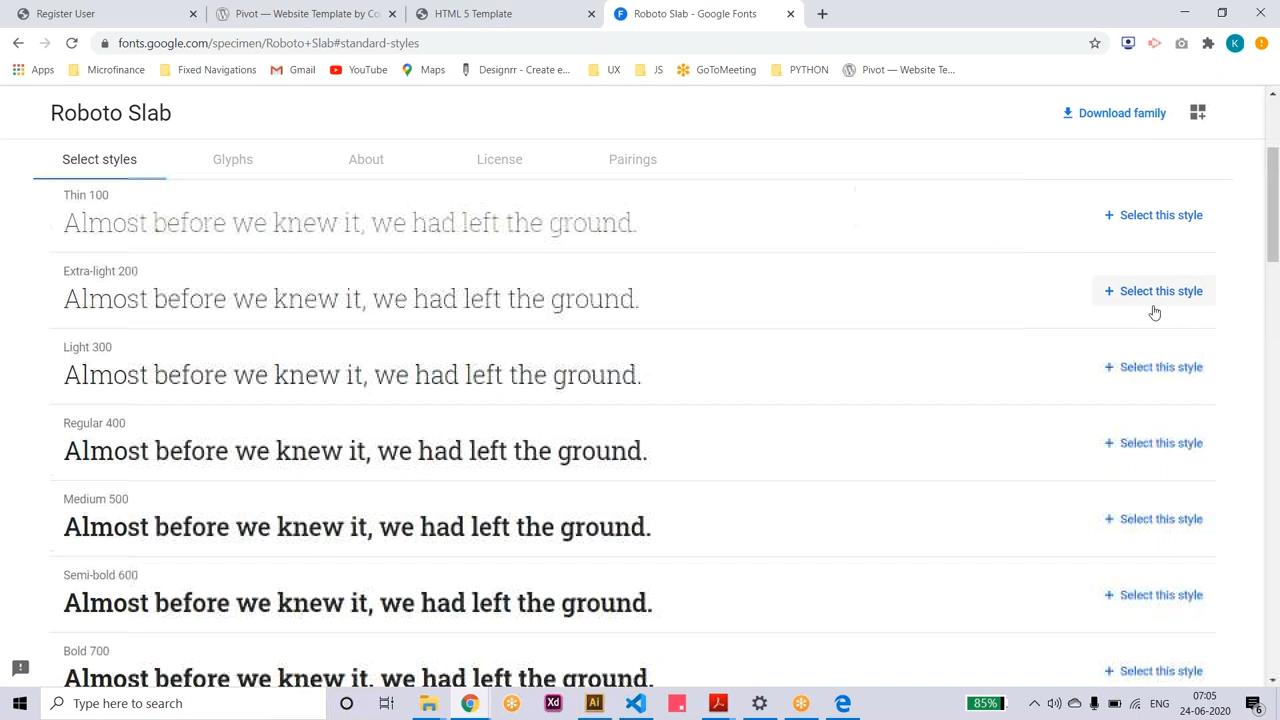 Register User
Pivot — Website Template by Co
HTML 5 Template
Roboto Slab - Google Fonts
fonts.google.com/specimen/Roboto+Slab#standard-styles
K
Apps
Microfinance
Fixed Navigations
Gmail
YouTube
Maps
Designrr - Create e...
UX
JS
GoToMeeting
PYTHON
Pivot — Website Te...
Roboto Slab
Download family
Select styles
Glyphs
About
License
Pairings
Thin 100
Almost before we knew it, we had left the ground.
+ Select this style
Extra-light 200
Almost before we knew it, we had left the ground.
+ Select this style
Light 300
Almost before we knew it, we had left the ground.
+ Select this style
Regular 400
Almost before we knew it, we had left the ground.
+ Select this style
Medium 500
Almost before we knew it, we had left the ground.
+ Select this style
Semi-bold 600
Almost before we knew it, we had left the ground.
+ Select this style
Bold 700
Almost before we knew it, we had left the ground.
+ Select this style
Type here to search
Xd
Ai
85%
ENG
07:05
24-06-2020
6